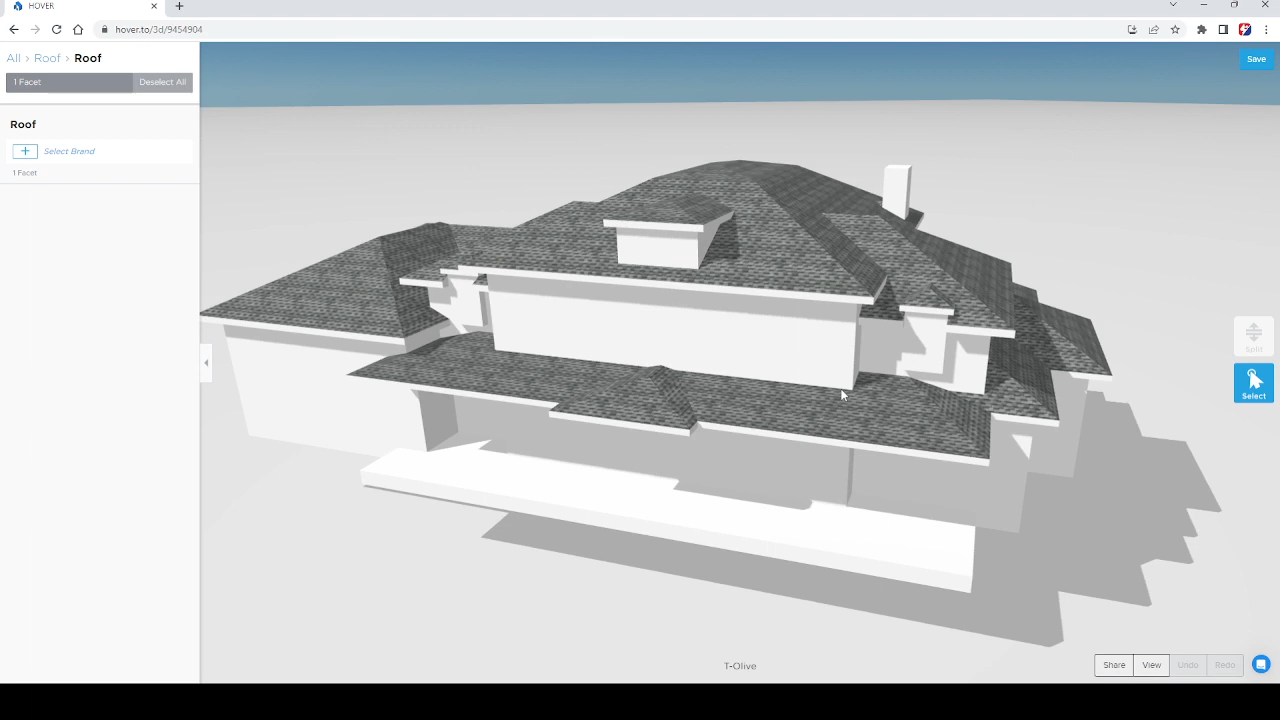 HOVER
hover.to/3d/9454904
All › Roof › Roof
1 Facet
Deselect All
Save
Roof
+ Select Brand
1 Facet
Split
Select
T-Olive
Share
View
Undo
Redo